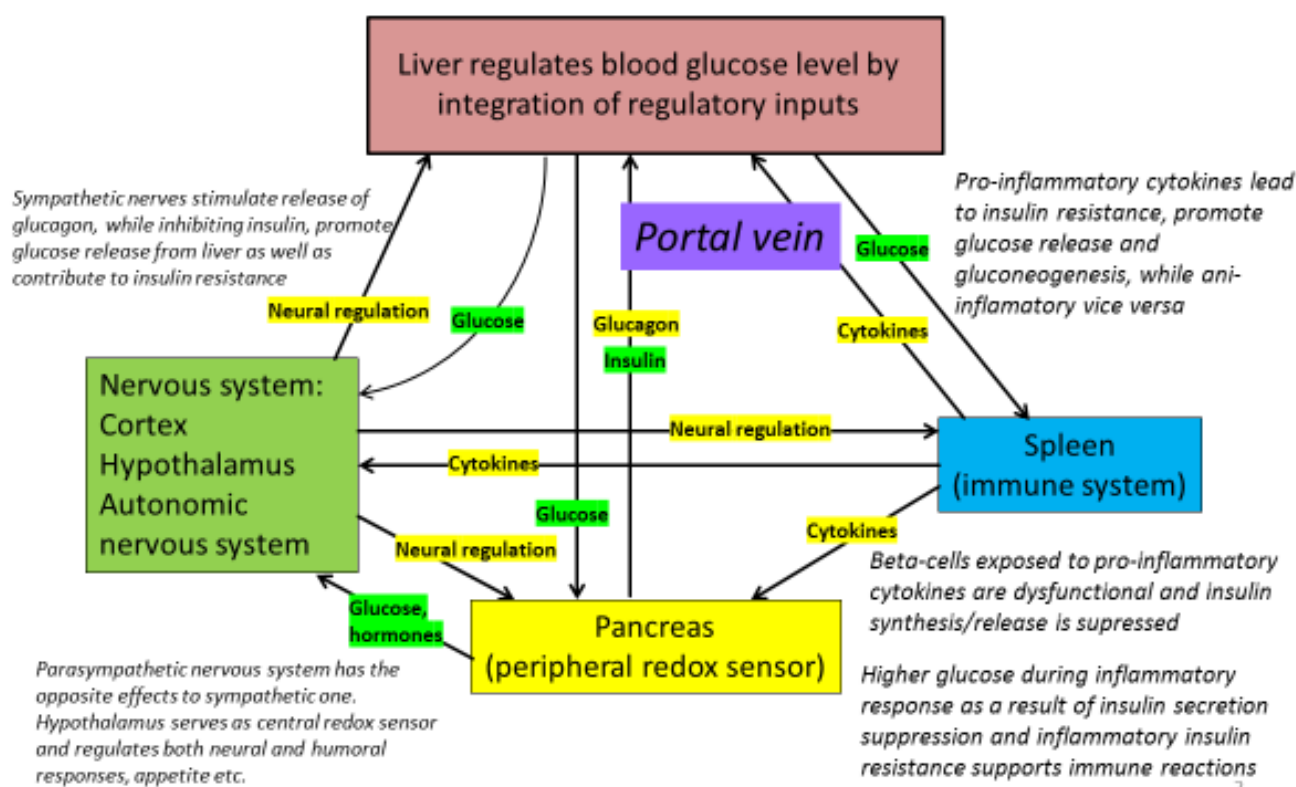 Liver regulates blood glucose level by
integration of regulatory inputs
Sympathetic nerves stimulate release of
glucagon, while inhibiting insulin, promote
glucose release from liver as well as
contribute to insulin resistance
Pro-inflammatory cytokines lead
to insulin resistance, promote
glucose release and
gluconeogenesis, while ani-
inflamatory vice versa
Portal vein
Glucose
Neural regulation
Glucose
Glucagon
Insulin
Cytokines
Nervous system:
Cortex
Hypothalamus
Autonomic
nervous system
Neural regulation
Cytokines
Spleen
(immune system)
Glucose
Cytokines
Neural regulation
Beta-cells exposed to pro-inflammatory
cytokines are dysfunctional and insulin
synthesis/release is supressed
Glucose,
hormones
Pancreas
(peripheral redox sensor)
Parasympathetic nervous system has the
opposite effects to sympathetic one.
Hypothalamus serves as central redox sensor
and regulates both neural and humoral
responses, appetite etc.
Higher glucose during inflammatory
response as a result of insulin secretion
suppression and inflammatory insulin
resistance supports immune reactions